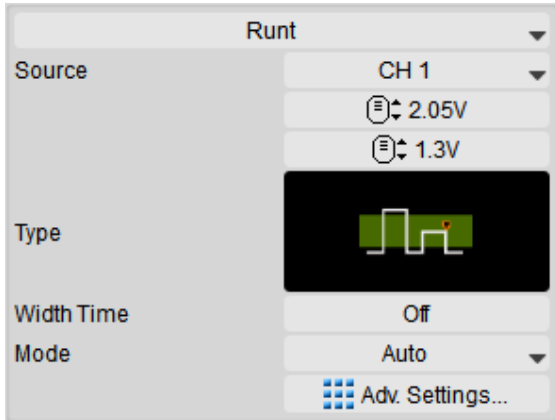 Runt
Source CH 1
2.05V
1.3V
Type
Width Time Off
Mode Auto
Adv. Settings...